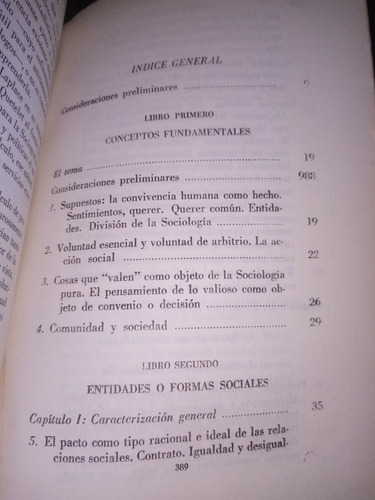 INDICE GENERAL
Consideraciones preliminares
LIBRO PRIMERO
CONCEPTOS FUNDAMENTALES
El tema 19
Consideraciones preliminares 988
1. Supuestos: la convivencia humana como hecho.
Sentimientos, querer. Querer común. Entida-
des. División de la Sociología 19
2. Voluntad esencial y voluntad de arbitrio. La ac-
ción social 22
3. Cosas que "valen" como objeto de la Sociología
pura. El pensamiento de lo valioso como ob-
jeto de convenio o decisión 26
4. Comunidad y sociedad 29
LIBRO SEGUNDO
ENTIDADES O FORMAS SOCIALES
Capítulo I: Caracterización general 35
5. El pacto como tipo racional e ideal de las rela-
ciones sociales. Contrato. Igualdad y desigual-
389